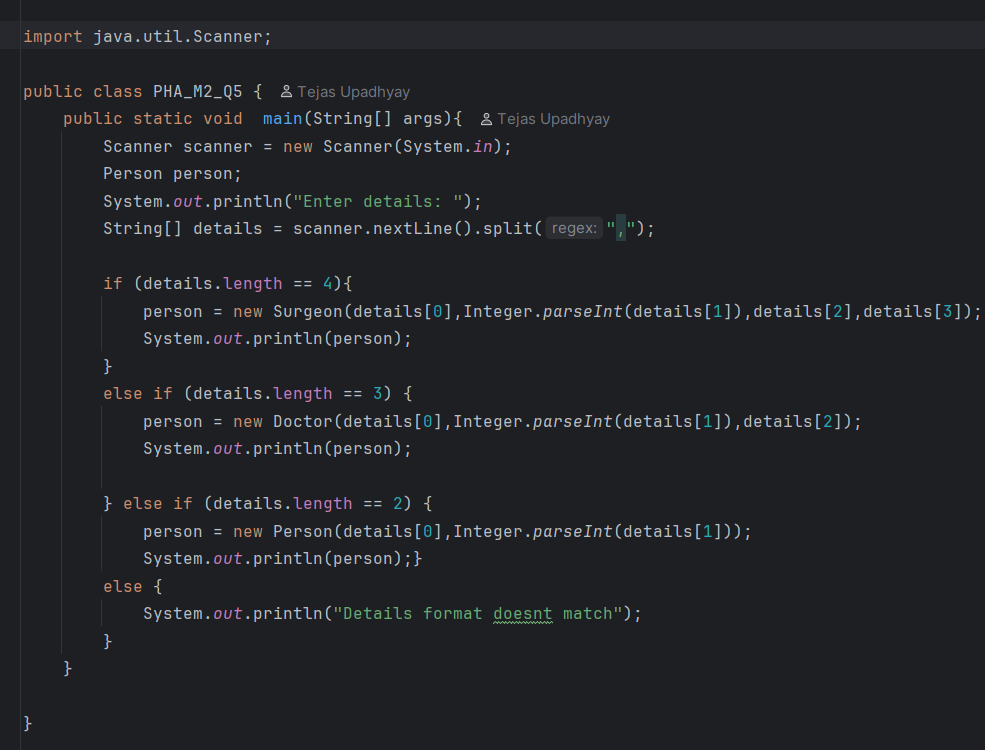 import java.util.Scanner;
public class PHA_M2_Q5 { Tejas Upadhyay
    public static void  main(String[] args){ Tejas Upadhyay
        Scanner scanner = new Scanner(System.in);
        Person person;
        System.out.println("Enter details: ");
        String[] details = scanner.nextLine().split( regex: ",");
        if (details.length == 4){
            person = new Surgeon(details[0],Integer.parseInt(details[1]),details[2],details[3]);
            System.out.println(person);
        }
        else if (details.length == 3) {
            person = new Doctor(details[0],Integer.parseInt(details[1]),details[2]);
            System.out.println(person);
        } else if (details.length == 2) {
            person = new Person(details[0],Integer.parseInt(details[1]));
            System.out.println(person);}
        else {
            System.out.println("Details format doesnt match");
        }
    }
}